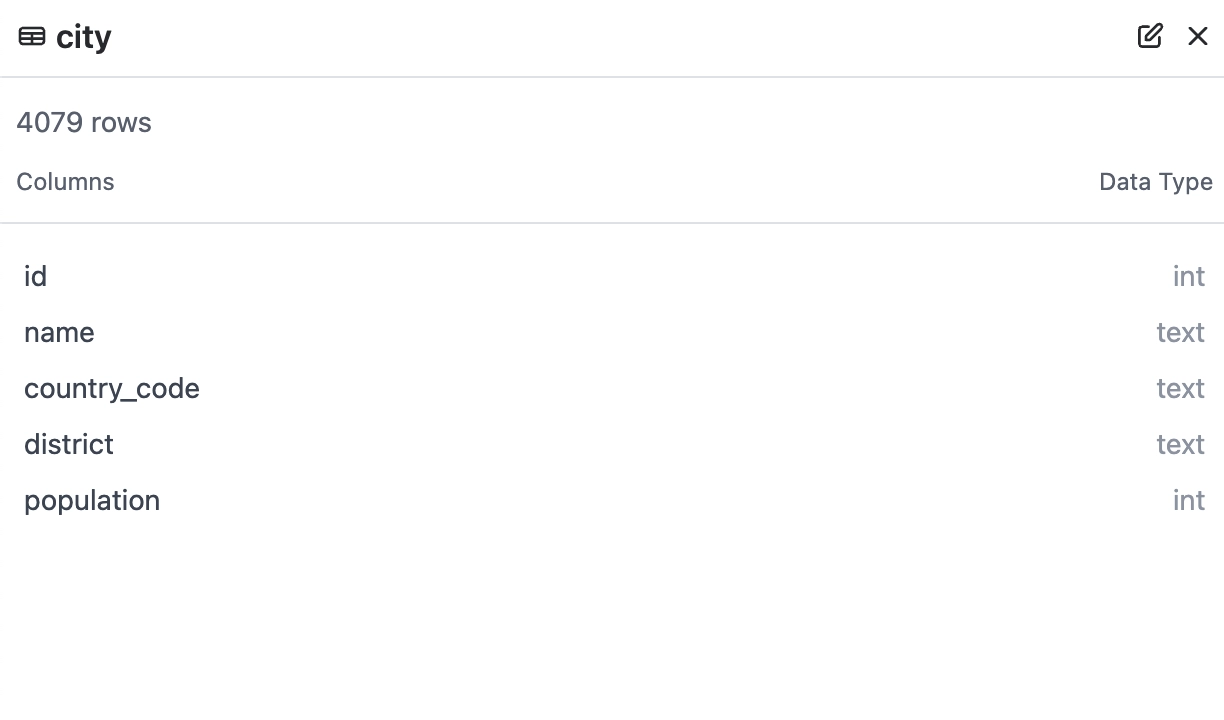 city
4079 rows
Columns Data Type
id int
name text
country_code text
district text
population int